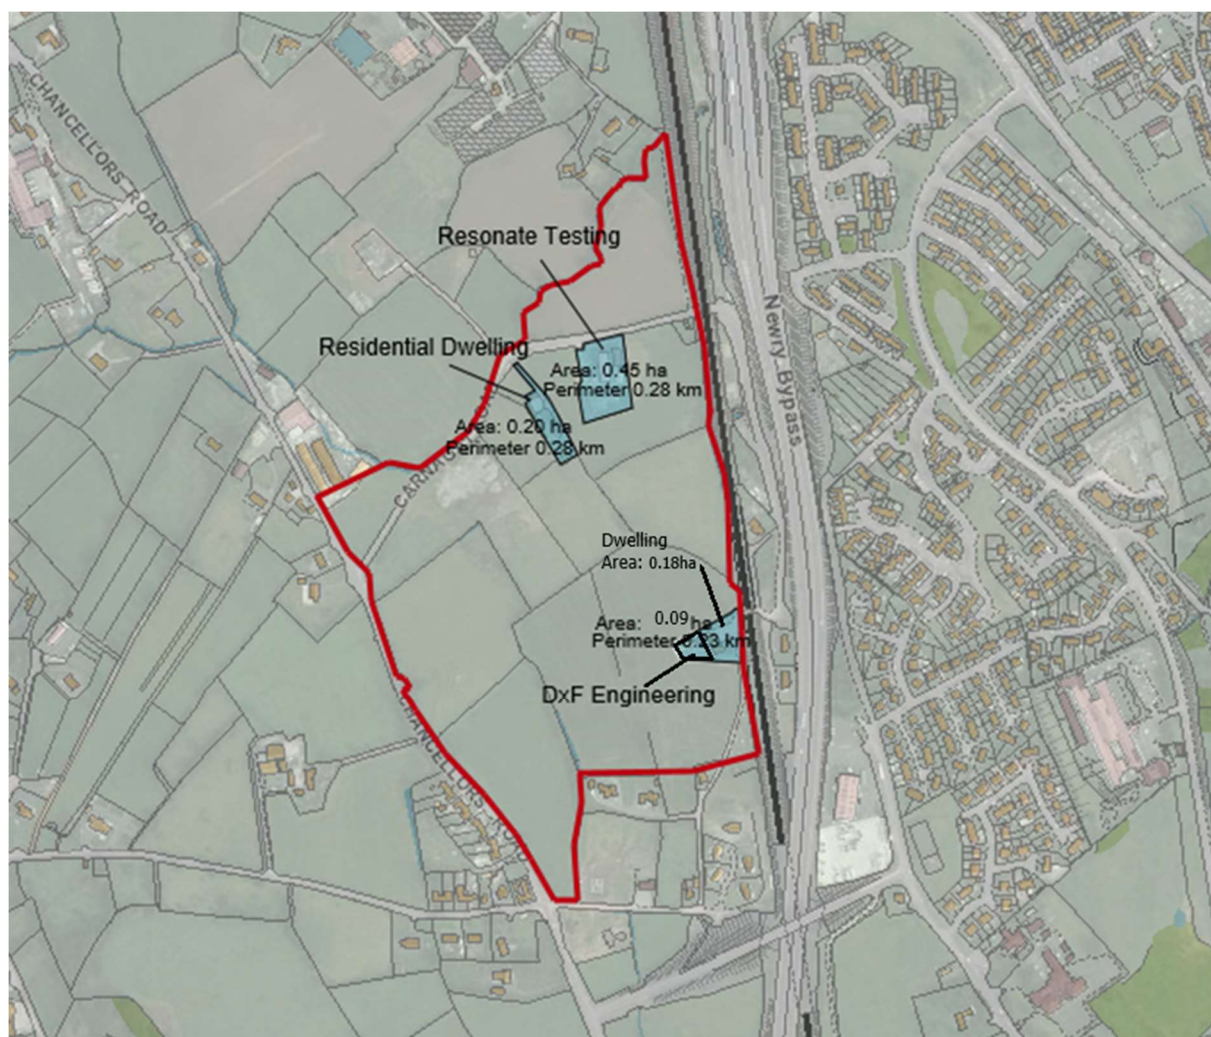 CHANCELLORS ROAD
Resonate Testing
Newry Bypass
Residential Dwelling
Area: 0.45 ha
Perimeter 0.28 km
Area: 0.20 ha
Perimeter 0.28 km
Dwelling
Area: 0.18ha
Area: 0.09 ha
Perimeter 0.23 km
DxF Engineering
CHANCELLORS ROAD